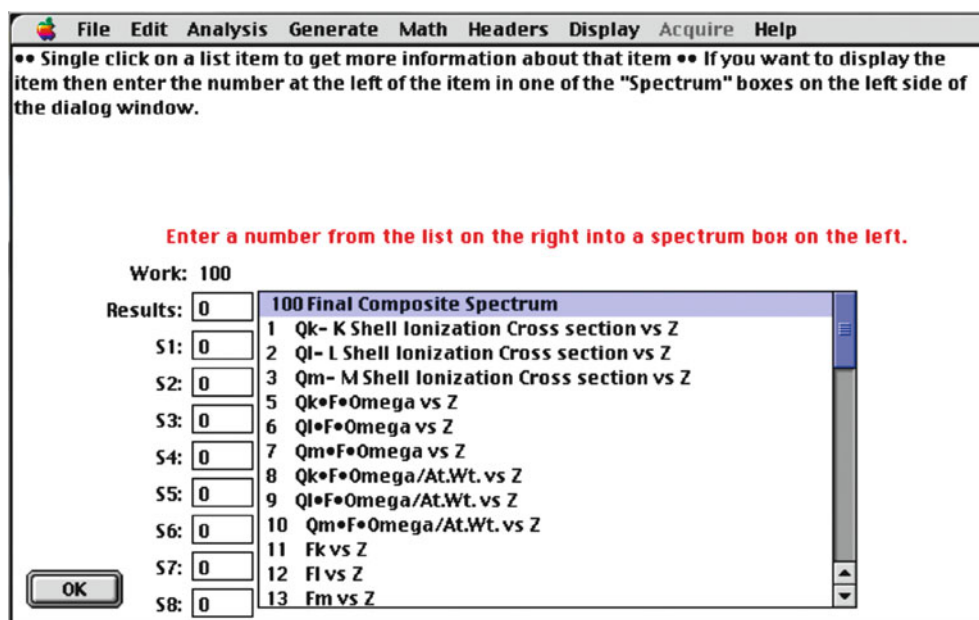 File Edit Analysis Generate Math Headers Display Acquire Help
•• Single click on a list item to get more information about that item •• If you want to display the
item then enter the number at the left of the item in one of the "Spectrum" boxes on the left side of
the dialog window.
Enter a number from the list on the right into a spectrum box on the left.
Work: 100
Results: 0
S1: 0
S2: 0
S3: 0
S4: 0
S5: 0
S6: 0
S7: 0
S8: 0
100 Final Composite Spectrum
1 Qk- K Shell Ionization Cross section vs Z
2 Ql- L Shell Ionization Cross section vs Z
3 Qm- M Shell Ionization Cross section vs Z
5 Qk•F•Omega vs Z
6 Ql•F•Omega vs Z
7 Qm•F•Omega vs Z
8 Qk•F•Omega/At.Wt. vs Z
9 Ql•F•Omega/At.Wt. vs Z
10 Qm•F•Omega/At.Wt. vs Z
11 Fk vs Z
12 Fl vs Z
13 Fm vs Z
OK